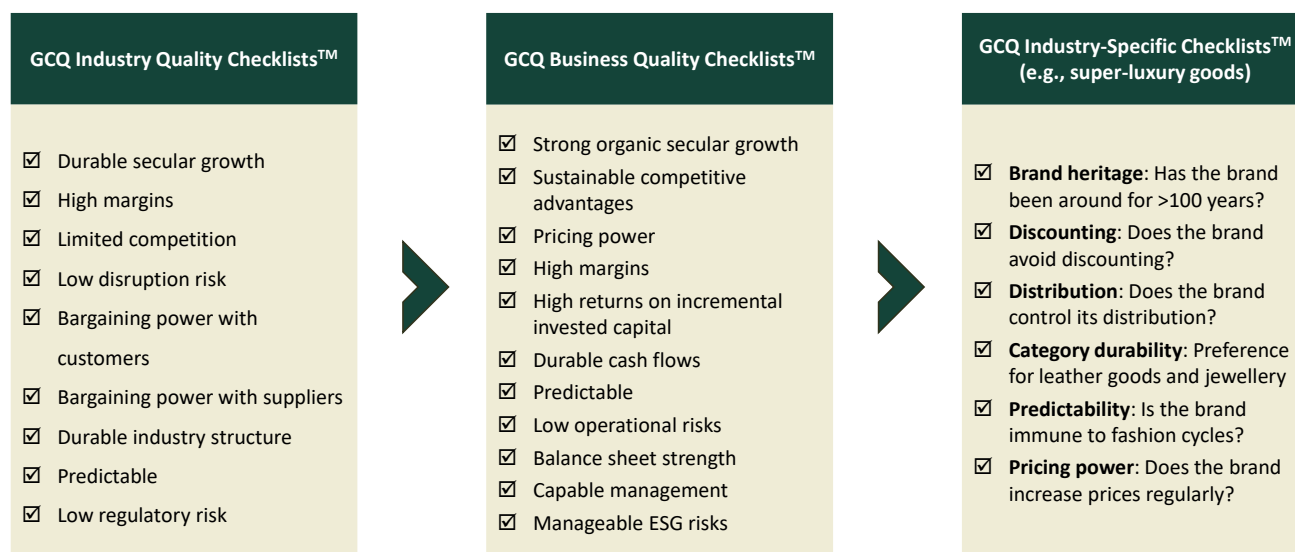 GCQ Industry Quality Checklists™
☑ Durable secular growth
☑ High margins
☑ Limited competition
☑ Low disruption risk
☑ Bargaining power with
customers
☑ Bargaining power with suppliers
☑ Durable industry structure
☑ Predictable
☑ Low regulatory risk
GCQ Business Quality Checklists™
☑ Strong organic secular growth
☑ Sustainable competitive
advantages
☑ Pricing power
☑ High margins
☑ High returns on incremental
invested capital
☑ Durable cash flows
☑ Predictable
☑ Low operational risks
☑ Balance sheet strength
☑ Capable management
☑ Manageable ESG risks
GCQ Industry-Specific Checklists™
(e.g., super-luxury goods)
☑ Brand heritage: Has the brand
been around for >100 years?
☑ Discounting: Does the brand
avoid discounting?
☑ Distribution: Does the brand
control its distribution?
☑ Category durability: Preference
for leather goods and jewellery
☑ Predictability: Is the brand
immune to fashion cycles?
☑ Pricing power: Does the brand
increase prices regularly?